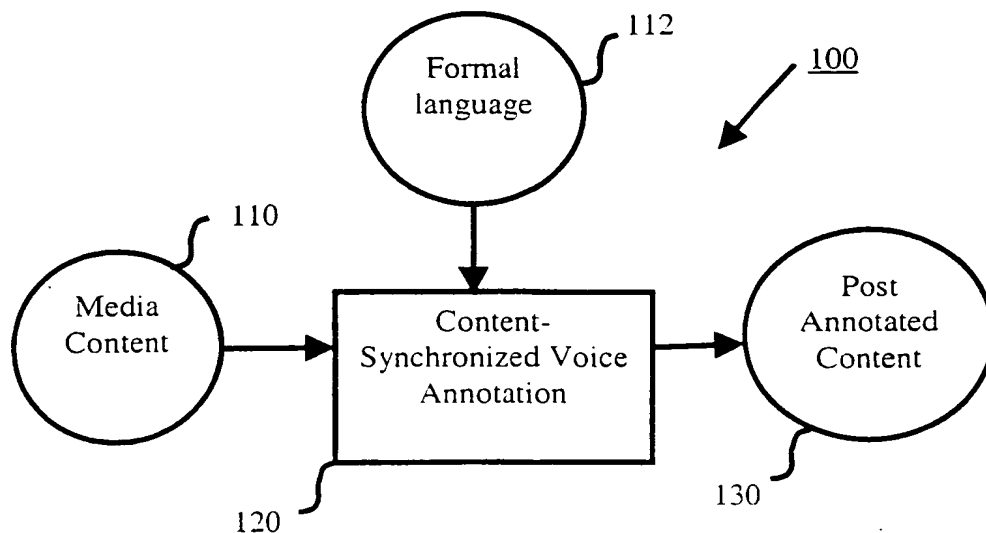 112
Formal
language
100
110
Media
Content
Content-
Synchronized Voice
Annotation
Post
Annotated
Content
120
130